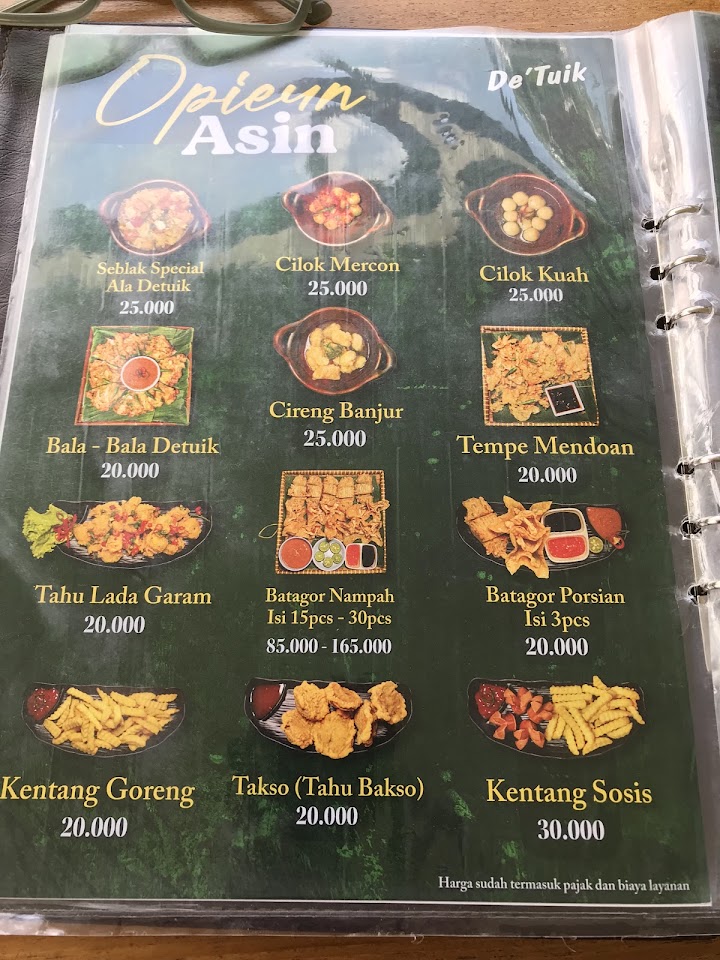 Opieun
Asin
De'Tuik
Seblak Special
Ala Detuik
25.000
Cilok Mercon
25.000
Cilok Kuah
25.000
Bala - Bala Detuik
20.000
Cireng Banjur
25.000
Tempe Mendoan
20.000
Tahu Lada Garam
20.000
Batagor Nampah
Isi 15pcs - 30pcs
85.000 - 165.000
Batagor Porsian
Isi 3pcs
20.000
Kentang Goreng
20.000
Takso (Tahu Bakso)
20.000
Kentang Sosis
30.000
Harga sudah termasuk pajak dan biaya layanan